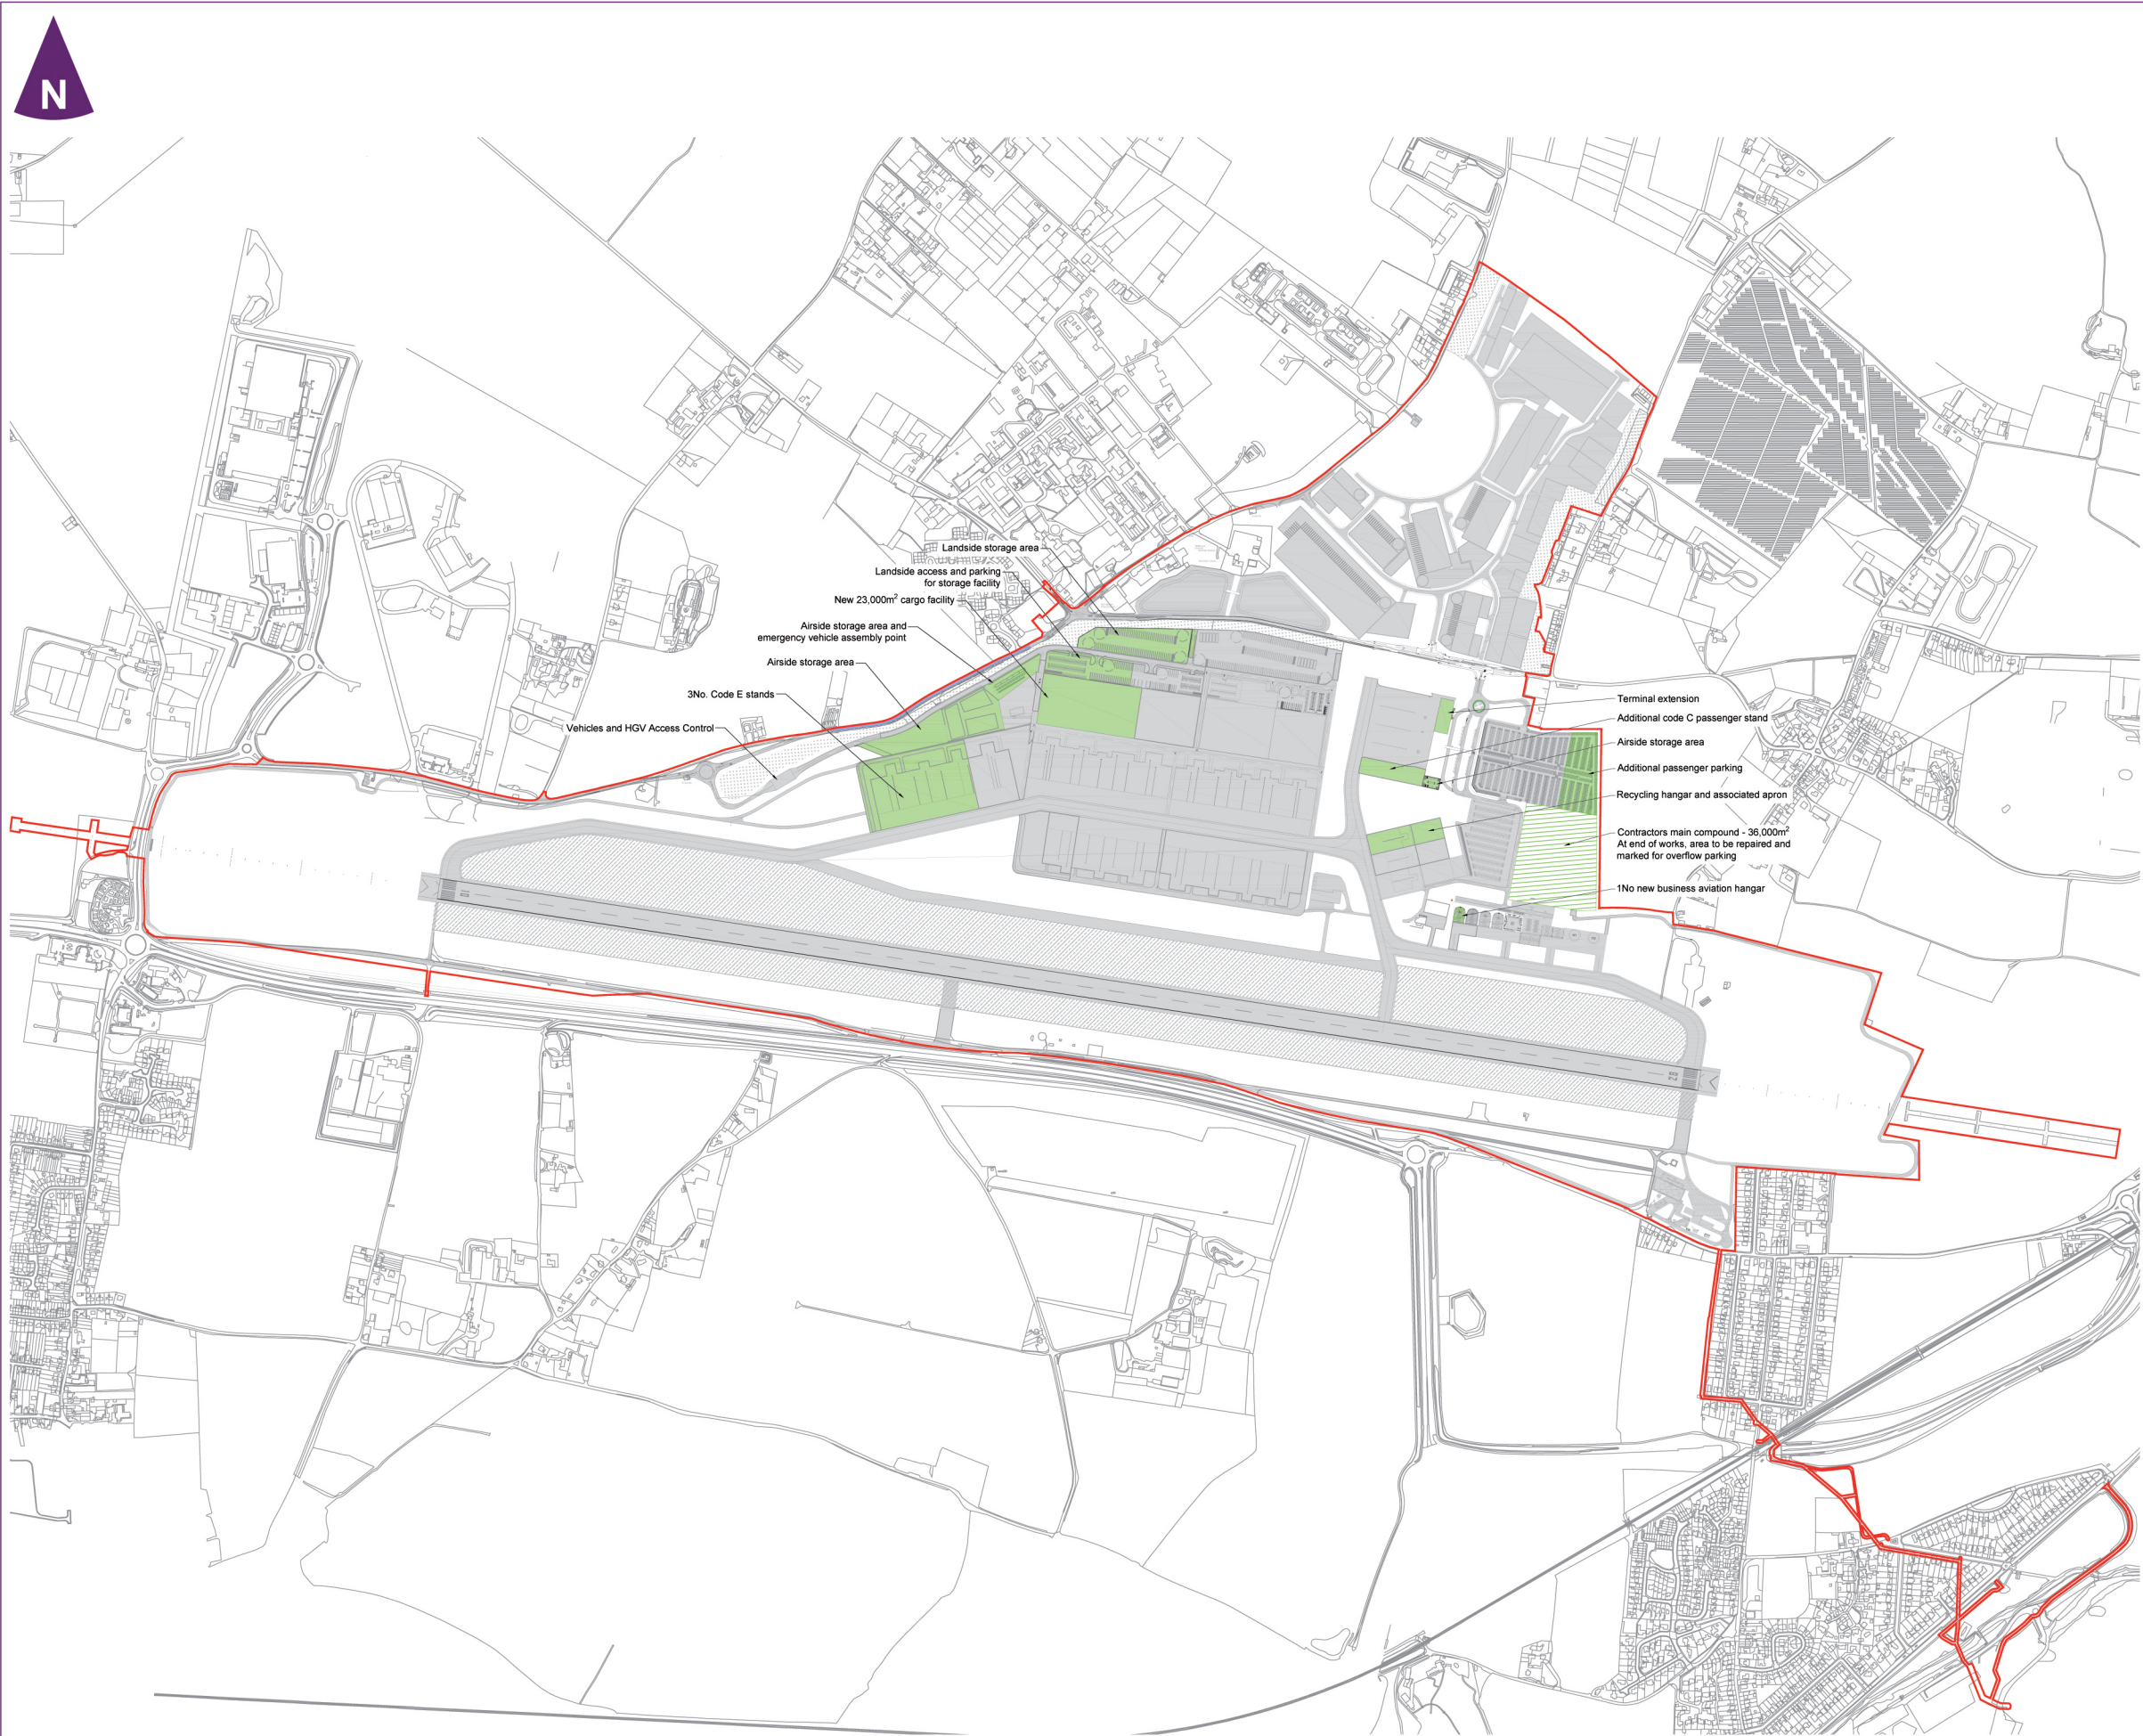 N
Landside storage area
Landside access and parking
for storage facility
New 23,000m² cargo facility
Airside storage area and
emergency vehicle assembly point
Airside storage area
3No. Code E stands
Vehicles and HGV Access Control
Terminal extension
Additional code C passenger stand
Airside storage area
Additional passenger parking
Recycling hangar and associated apron
Contractors main compound - 36,000m²
At end of works, area to be repaired and
marked for overflow parking
1No new business aviation hangar
10
28